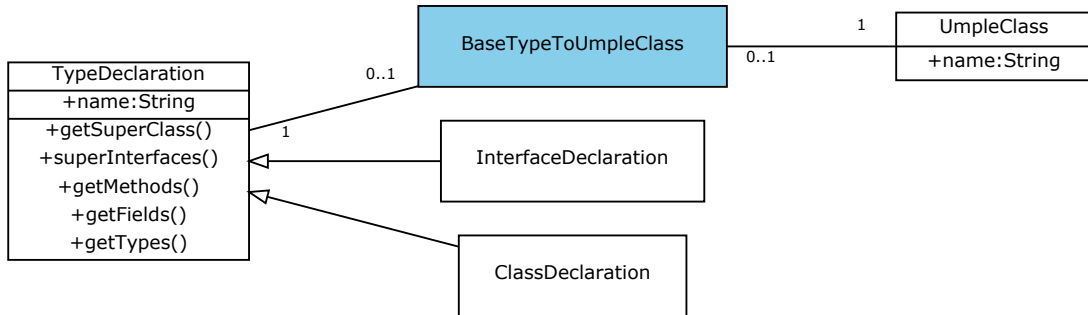 BaseTypeToUmpleClass
0..1
1
0..1
1
UmpleClass
+name:String
TypeDeclaration
+name:String
+getSuperClass()
+superInterfaces()
+getMethods()
+getFields()
+getTypes()
InterfaceDeclaration
ClassDeclaration